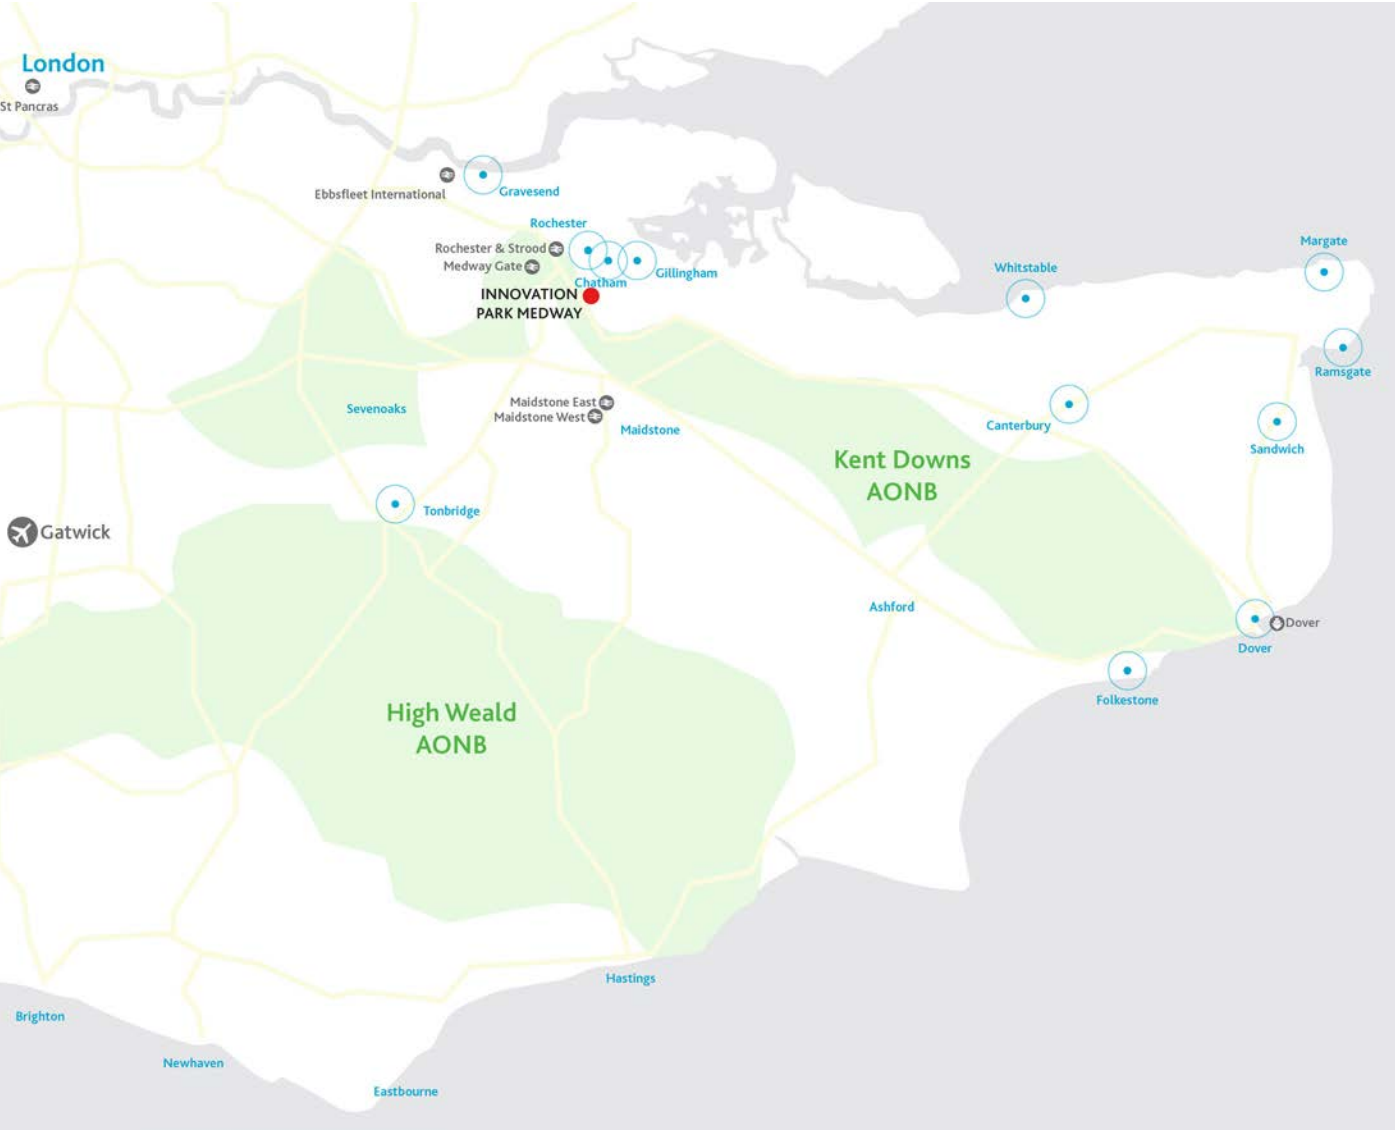 London
St Pancras
Ebbsfleet International
Gravesend
Rochester
Rochester & Strood
Medway Gate
Gillingham
Chatham
INNOVATION
PARK MEDWAY
Margate
Whitstable
Ramsgate
Maidstone East
Maidstone West
Sevenoaks
Maidstone
Canterbury
Sandwich
Kent Downs
AONB
Tonbridge
Gatwick
Ashford
Dover
Dover
Folkestone
High Weald
AONB
Hastings
Brighton
Newhaven
Eastbourne